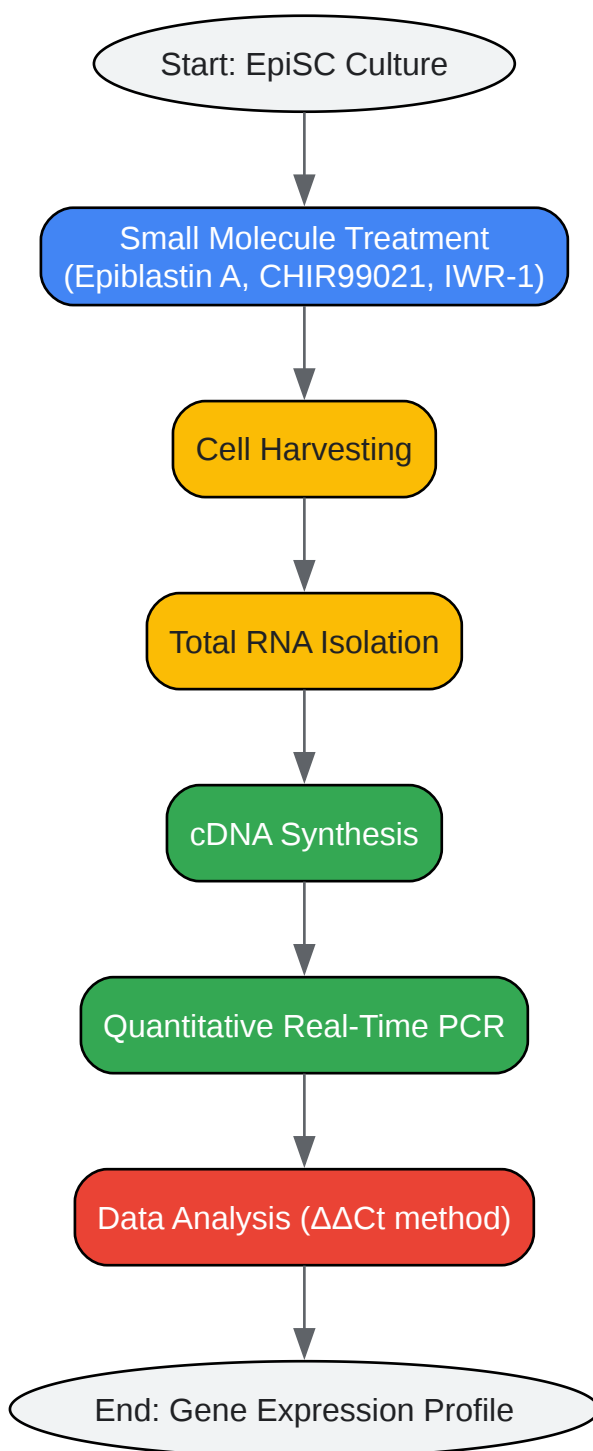 Start: EpiSC Culture
Small Molecule Treatment
(Epiblastin A, CHIR99021, IWR-1)
Cell Harvesting
Total RNA Isolation
cDNA Synthesis
Quantitative Real-Time PCR
Data Analysis (ΔΔCt method)
End: Gene Expression Profile